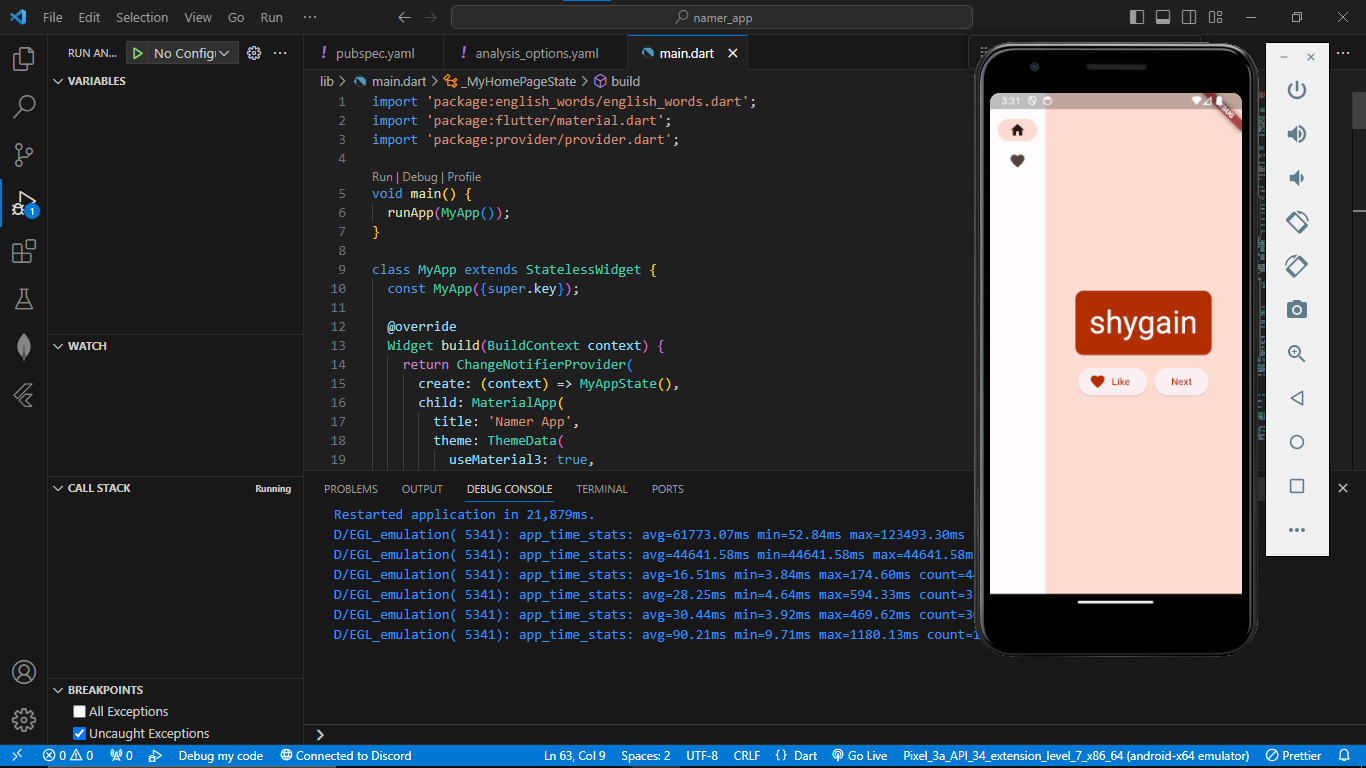 File Edit Selection View Go Run ··· namer_app
RUN AN... No Config
pubspec.yaml analysis_options.yaml main.dart
VARIABLES
lib > main.dart > _MyHomePageState > build
1 import 'package:english_words/english_words.dart';
2 import 'package:flutter/material.dart';
3 import 'package:provider/provider.dart';
4
Run | Debug | Profile
5 void main() {
6 runApp(MyApp());
7 }
8
9 class MyApp extends StatelessWidget {
10 const MyApp({super.key});
11
12 @override
13 Widget build(BuildContext context) {
14 return ChangeNotifierProvider(
15 create: (context) => MyAppState(),
16 child: MaterialApp(
17 title: 'Namer App',
18 theme: ThemeData(
19 useMaterial3: true,
WATCH
CALL STACK Running
BREAKPOINTS
All Exceptions
Uncaught Exceptions
PROBLEMS OUTPUT DEBUG CONSOLE TERMINAL PORTS
Restarted application in 21,879ms.
D/EGL_emulation( 5341): app_time_stats: avg=61773.07ms min=52.84ms max=123493.30ms
D/EGL_emulation( 5341): app_time_stats: avg=44641.58ms min=44641.58ms max=44641.58ms
D/EGL_emulation( 5341): app_time_stats: avg=16.51ms min=3.84ms max=174.60ms count=4
D/EGL_emulation( 5341): app_time_stats: avg=28.25ms min=4.64ms max=594.33ms count=3
D/EGL_emulation( 5341): app_time_stats: avg=30.44ms min=3.92ms max=469.62ms count=3
D/EGL_emulation( 5341): app_time_stats: avg=90.21ms min=9.71ms max=1180.13ms count=1
3:31
shygain
Like Next
1
0 0 0 Debug my code Connected to Discord Ln 63, Col 9 Spaces: 2 UTF-8 CRLF {} Dart Go Live Pixel_3a_API_34_extension_level_7_x86_64 (android-x64 emulator) Prettier